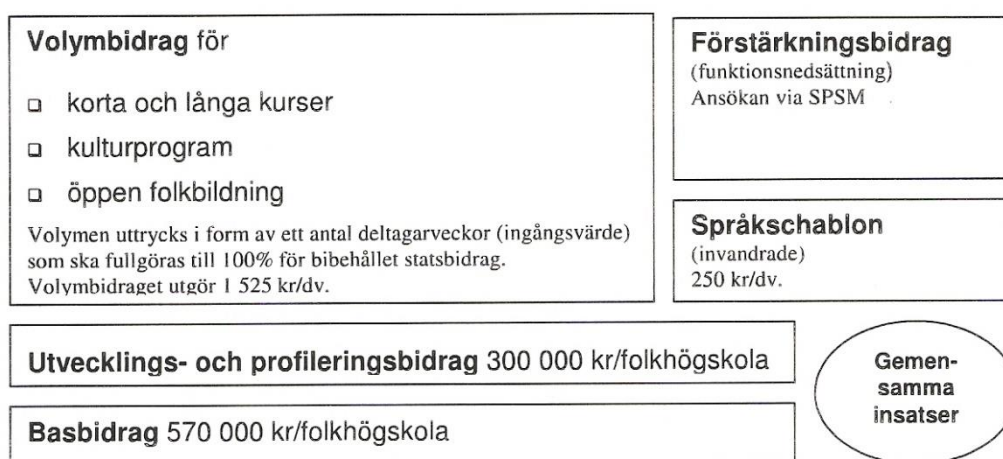 Volymbidrag för
korta och långa kurser
kulturprogram
öppen folkbildning
Volymen uttrycks i form av ett antal deltagarveckor (ingångsvärde)
som ska fullgöras till 100% för bibehållet statsbidrag.
Volymbidraget utgör 1 525 kr/dv.
Förstärkningsbidrag
(funktionsnedsättning)
Ansökan via SPSM
Språkschablon
(invandrade)
250 kr/dv.
Utvecklings- och profileringsbidrag 300 000 kr/folkhögskola
Gemen-
samma
insatser
Basbidrag 570 000 kr/folkhögskola